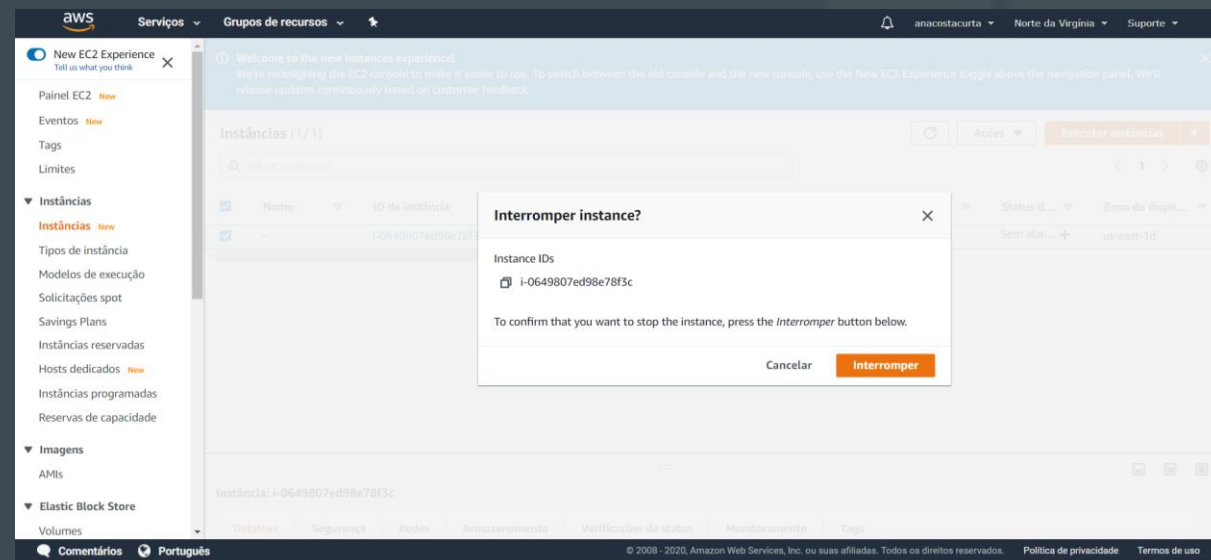 aws
Serviços
Grupos de recursos
anacostacurta
Norte da Virgínia
Suporte
New EC2 Experience
Tell us what you think
Painel EC2 New
Eventos New
Tags
Limites
Instâncias
Instâncias New
Tipos de instância
Modelos de execução
Solicitações spot
Savings Plans
Instâncias reservadas
Hosts dedicados New
Instâncias programadas
Reservas de capacidade
Imagens
AMIs
Elastic Block Store
Volumes
Welcome to the new instances experience!
We're redesigning the EC2 console to make it easier to use. To switch between the old console and the new console, use the New EC2 Experience toggle above the navigation panel. We'll
release updates continuously based on customer feedback.
Instâncias (1/1)
Ações
Executar instâncias
1
Name
ID de instância
Status d...
Zona de dispo...
–
Sem alar...
us-east-1d
Interromper instance?
Instance IDs
i-0649807ed98e78f3c
To confirm that you want to stop the instance, press the Interromper button below.
Cancelar
Interromper
Instância: i-0649807ed98e78f3c
Detalhes
Segurança
Redes
Armazenamento
Verificações de status
Monitoramento
Tags
Comentários
Português
© 2008 - 2020, Amazon Web Services, Inc. ou suas afiliadas. Todos os direitos reservados.
Política de privacidade
Termos de uso